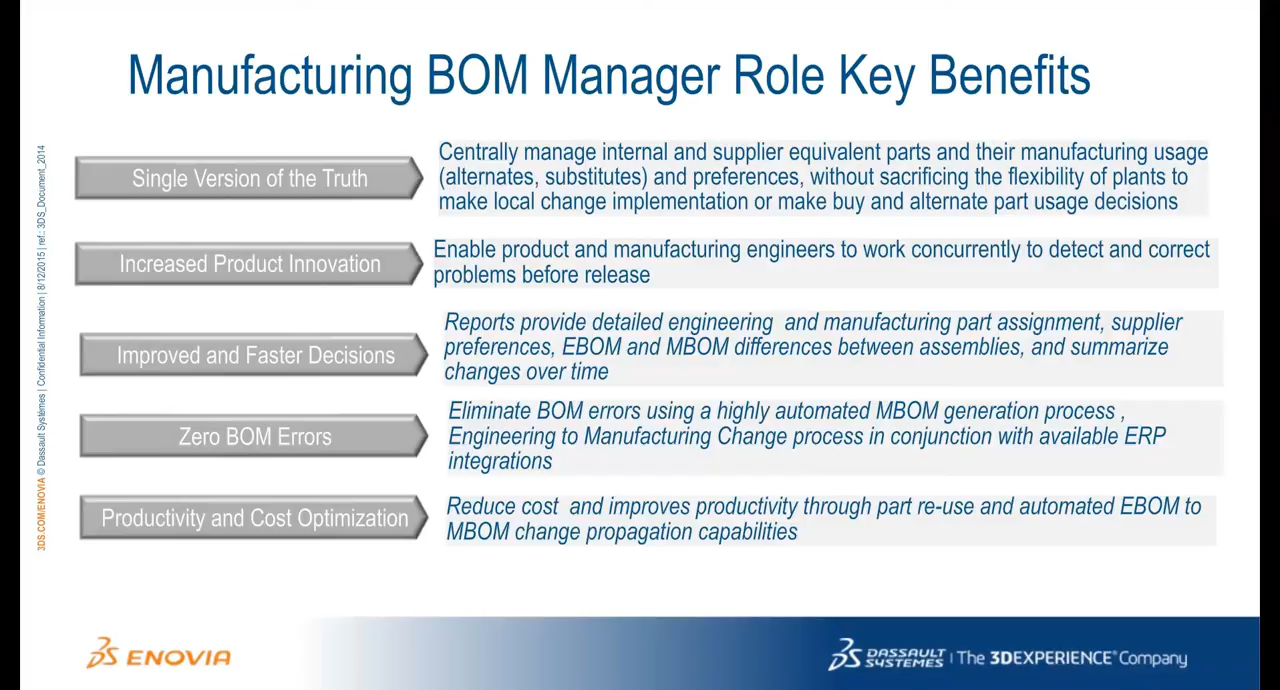 Manufacturing BOM Manager Role Key Benefits
Single Version of the Truth
Centrally manage internal and supplier equivalent parts and their manufacturing usage
(alternates, substitutes) and preferences, without sacrificing the flexibility of plants to
make local change implementation or make buy and alternate part usage decisions
Increased Product Innovation
Enable product and manufacturing engineers to work concurrently to detect and correct
problems before release
Improved and Faster Decisions
Reports provide detailed engineering  and manufacturing part assignment, supplier
preferences, EBOM and MBOM differences between assemblies, and summarize
changes over time
Zero BOM Errors
Eliminate BOM errors using a highly automated MBOM generation process ,
Engineering to Manufacturing Change process in conjunction with available ERP
integrations
Productivity and Cost Optimization
Reduce cost  and improves productivity through part re-use and automated EBOM to
MBOM change propagation capabilities
3DS.COM/ENOVIA © Dassault Systèmes | Confidential Information | 8/12/2015 | ref.: 3DS_Document_2014
3DS ENOVIA
3DS DASSAULT SYSTEMES | The 3DEXPERIENCE® Company